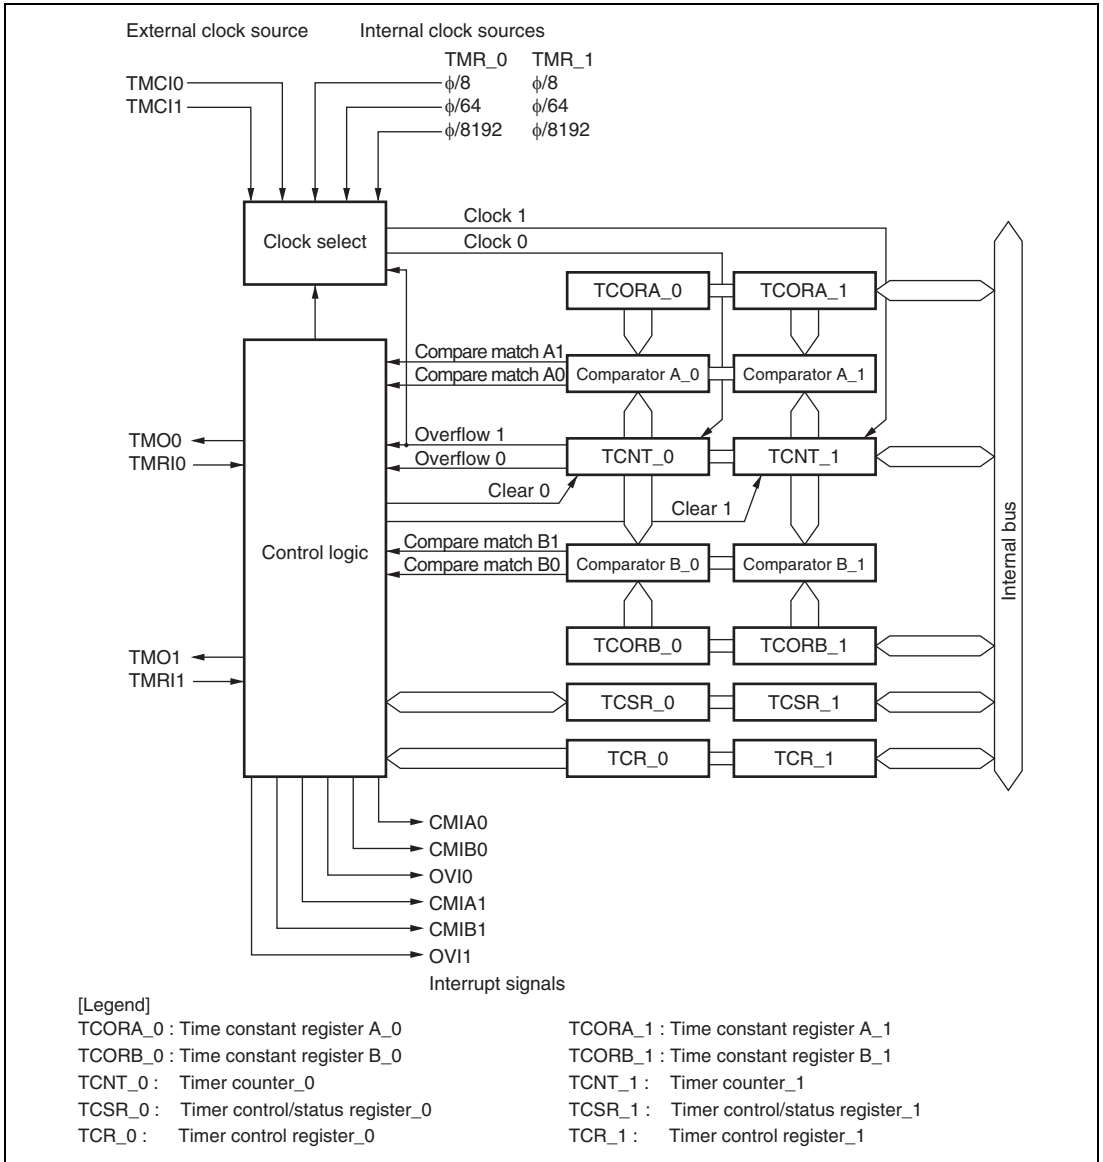 External clock source
Internal clock sources
TMR_0 TMR_1
TMCI0
ϕ/8 ϕ/8
TMCI1
ϕ/64 ϕ/64
ϕ/8192 ϕ/8192
Clock select
Clock 1
Clock 0
TCORA_0
TCORA_1
Compare match A1
Compare match A0
Comparator A_0
Comparator A_1
TMO0
TMRI0
Overflow 1
Overflow 0
TCNT_0
TCNT_1
Clear 0
Clear 1
Control logic
Compare match B1
Compare match B0
Comparator B_0
Comparator B_1
Internal bus
TMO1
TMRI1
TCORB_0
TCORB_1
TCSR_0
TCSR_1
TCR_0
TCR_1
CMIA0
CMIB0
OVI0
CMIA1
CMIB1
OVI1
Interrupt signals
[Legend]
TCORA_0 : Time constant register A_0
TCORA_1 : Time constant register A_1
TCORB_0 : Time constant register B_0
TCORB_1 : Time constant register B_1
TCNT_0 : Timer counter_0
TCNT_1 : Timer counter_1
TCSR_0 : Timer control/status register_0
TCSR_1 : Timer control/status register_1
TCR_0 : Timer control register_0
TCR_1 : Timer control register_1